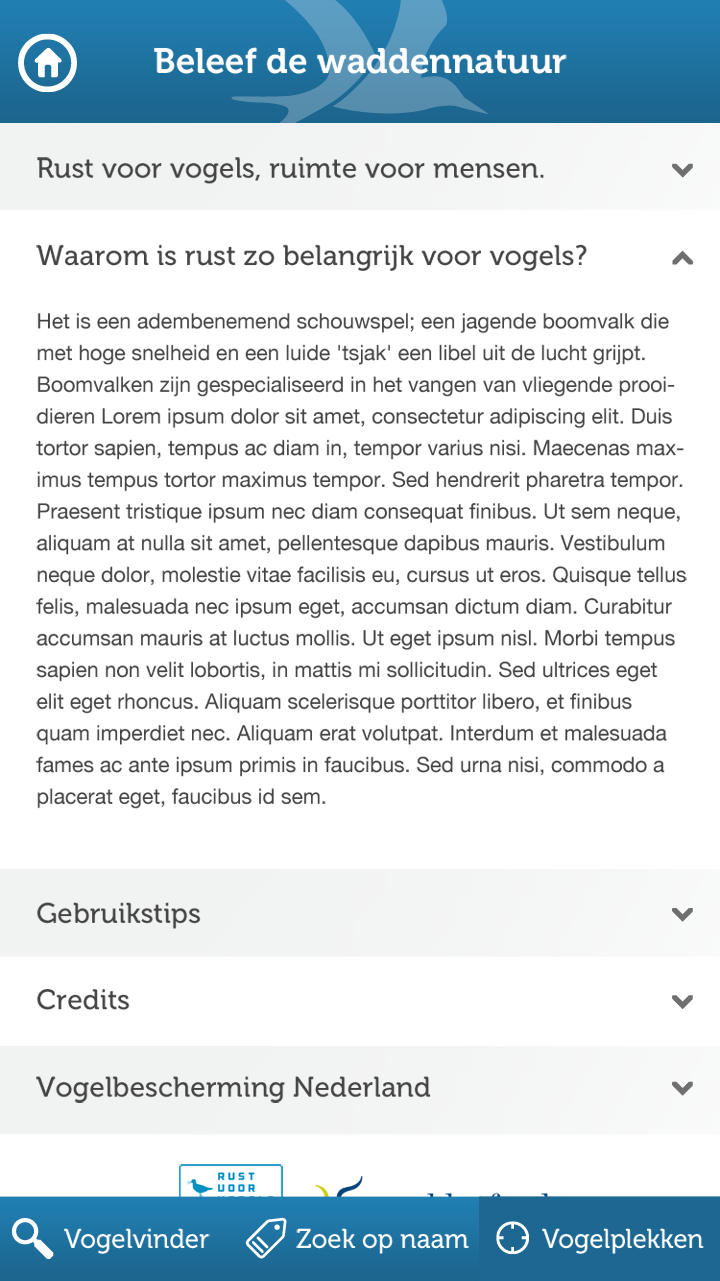 Beleef de waddennatuur
Rust voor vogels, ruimte voor mensen.
Waarom is rust zo belangrijk voor vogels?
Het is een adembenemend schouwspel; een jagende boomvalk die
met hoge snelheid en een luide 'tsjak' een libel uit de lucht grijpt.
Boomvalken zijn gespecialiseerd in het vangen van vliegende prooi-
dieren Lorem ipsum dolor sit amet, consectetur adipiscing elit. Duis
tortor sapien, tempus ac diam in, tempor varius nisi. Maecenas max-
imus tempus tortor maximus tempor. Sed hendrerit pharetra tempor.
Praesent tristique ipsum nec diam consequat finibus. Ut sem neque,
aliquam at nulla sit amet, pellentesque dapibus mauris. Vestibulum
neque dolor, molestie vitae facilisis eu, cursus ut eros. Quisque tellus
felis, malesuada nec ipsum eget, accumsan dictum diam. Curabitur
accumsan mauris at luctus mollis. Ut eget ipsum nisl. Morbi tempus
sapien non velit lobortis, in mattis mi sollicitudin. Sed ultrices eget
elit eget rhoncus. Aliquam scelerisque porttitor libero, et finibus
quam imperdiet nec. Aliquam erat volutpat. Interdum et malesuada
fames ac ante ipsum primis in faucibus. Sed urna nisi, commodo a
placerat eget, faucibus id sem.
Gebruikstips
Credits
Vogelbescherming Nederland
RUST
VOOR
Vogelvinder
Zoek op naam
Vogelplekken